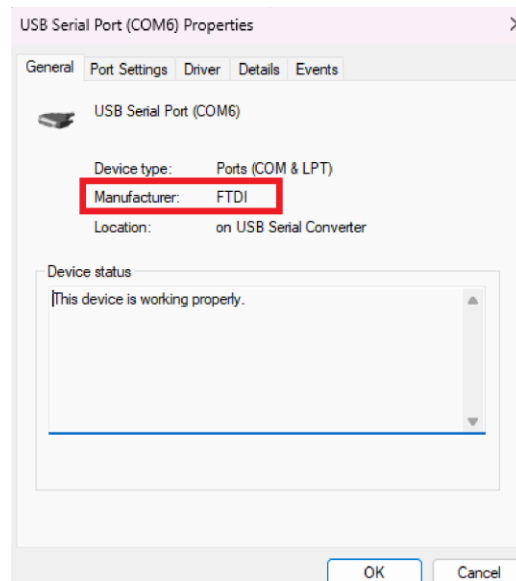 USB Serial Port (COM6) Properties
General Port Settings Driver Details Events
USB Serial Port (COM6)
Device type: Ports (COM & LPT)
Manufacturer: FTDI
Location: on USB Serial Converter
Device status
This device is working properly.
OK Cancel